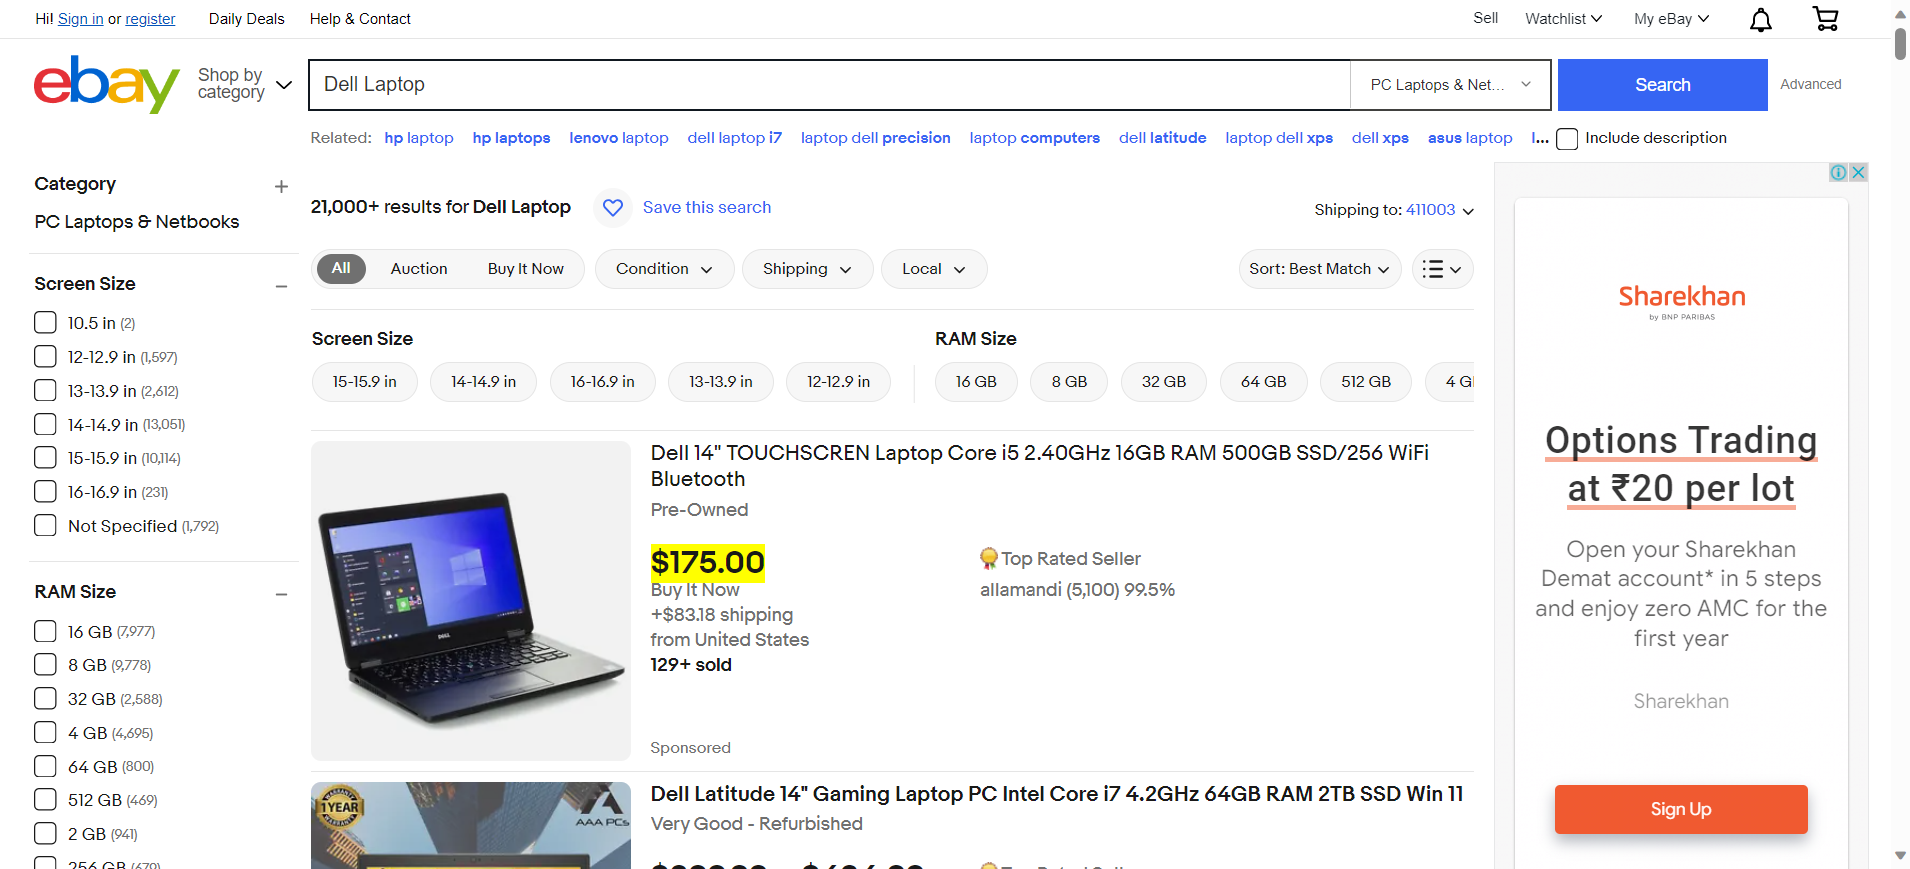 Hi! Sign in or register
Daily Deals
Help & Contact
Sell
Watchlist
My eBay
ebay
Shop by
category
Dell Laptop
PC Laptops & Net...
Search
Advanced
Related: hp laptop hp laptops lenovo laptop dell laptop i7 laptop dell precision laptop computers dell latitude laptop dell xps dell xps asus laptop l...
Include description
Category
PC Laptops & Netbooks
Screen Size
10.5 in (2)
12-12.9 in (1,597)
13-13.9 in (2,612)
14-14.9 in (13,051)
15-15.9 in (10,114)
16-16.9 in (231)
Not Specified (1,792)
RAM Size
16 GB (7,977)
8 GB (9,778)
32 GB (2,588)
4 GB (4,695)
64 GB (800)
512 GB (469)
2 GB (941)
256 GB (679)
21,000+ results for Dell Laptop
Save this search
Shipping to: 411003
All
Auction
Buy It Now
Condition
Shipping
Local
Sort: Best Match
Screen Size
15-15.9 in
14-14.9 in
16-16.9 in
13-13.9 in
12-12.9 in
RAM Size
16 GB
8 GB
32 GB
64 GB
512 GB
4 G
Dell 14" TOUCHSCREN Laptop Core i5 2.40GHz 16GB RAM 500GB SSD/256 WiFi
Bluetooth
Pre-Owned
$175.00
Buy It Now
+$83.18 shipping
from United States
129+ sold
Top Rated Seller
allamandi (5,100) 99.5%
Sponsored
DELL
1 YEAR
WARRANTY
AAA PCs
Dell Latitude 14" Gaming Laptop PC Intel Core i7 4.2GHz 64GB RAM 2TB SSD Win 11
Very Good - Refurbished
Sharekhan
by BNP PARIBAS
Options Trading
at ₹20 per lot
Open your Sharekhan
Demat account* in 5 steps
and enjoy zero AMC for the
first year
Sharekhan
Sign Up